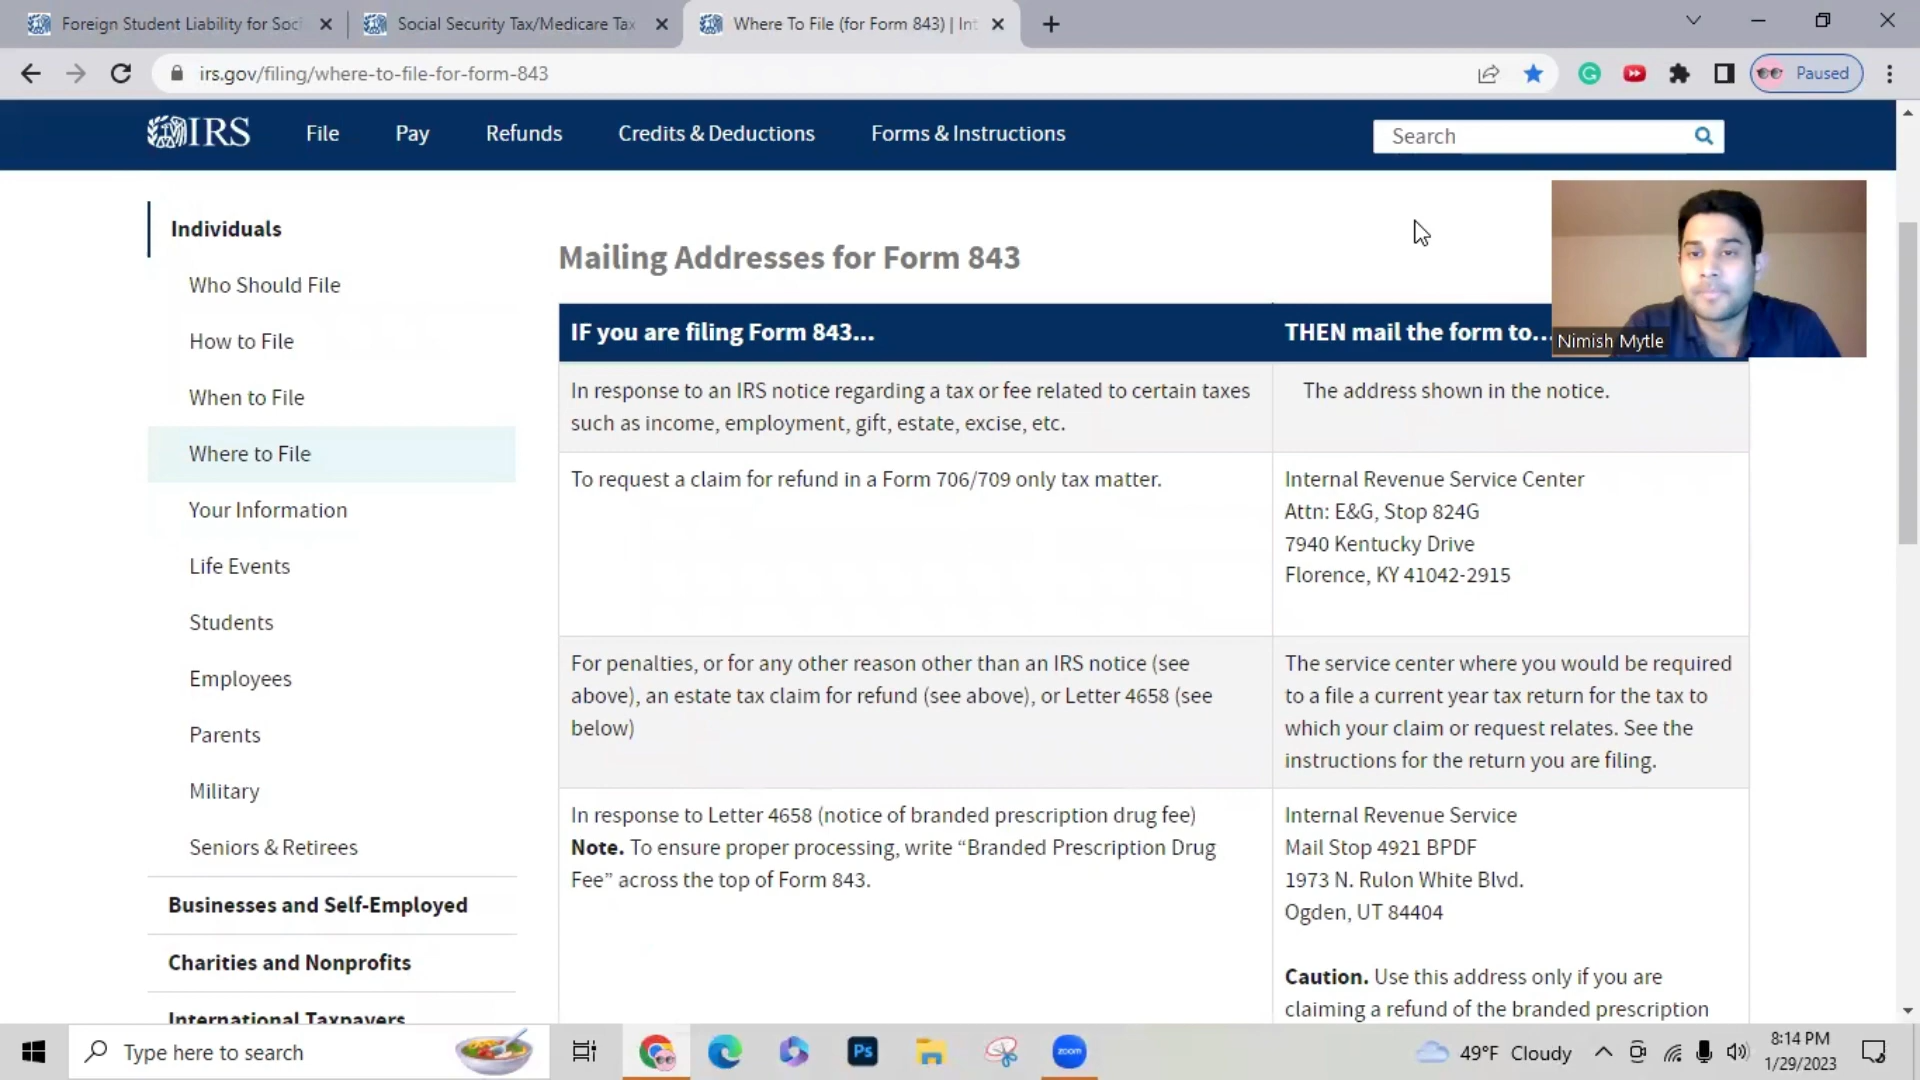 Foreign Student Liability for Soci
Social Security Tax/Medicare Tax
Where To File (for Form 843) | Int
irs.gov/filing/where-to-file-for-form-843
Paused
IRS
File
Pay
Refunds
Credits & Deductions
Forms & Instructions
Search
Individuals
Who Should File
How to File
When to File
Where to File
Your Information
Life Events
Students
Employees
Parents
Military
Seniors & Retirees
Businesses and Self-Employed
Charities and Nonprofits
International Taxpayers
Mailing Addresses for Form 843
IF you are filing Form 843...
THEN mail the form to...
In response to an IRS notice regarding a tax or fee related to certain taxes
such as income, employment, gift, estate, excise, etc.
The address shown in the notice.
To request a claim for refund in a Form 706/709 only tax matter.
Internal Revenue Service Center
Attn: E&G, Stop 824G
7940 Kentucky Drive
Florence, KY 41042-2915
For penalties, or for any other reason other than an IRS notice (see
above), an estate tax claim for refund (see above), or Letter 4658 (see
below)
The service center where you would be required
to a file a current year tax return for the tax to
which your claim or request relates. See the
instructions for the return you are filing.
In response to Letter 4658 (notice of branded prescription drug fee)
Note. To ensure proper processing, write “Branded Prescription Drug
Fee” across the top of Form 843.
Internal Revenue Service
Mail Stop 4921 BPDF
1973 N. Rulon White Blvd.
Ogden, UT 84404
Caution. Use this address only if you are
claiming a refund of the branded prescription
Nimish Mytle
Type here to search
Ps
zoom
49°F Cloudy
8:14 PM
1/29/2023